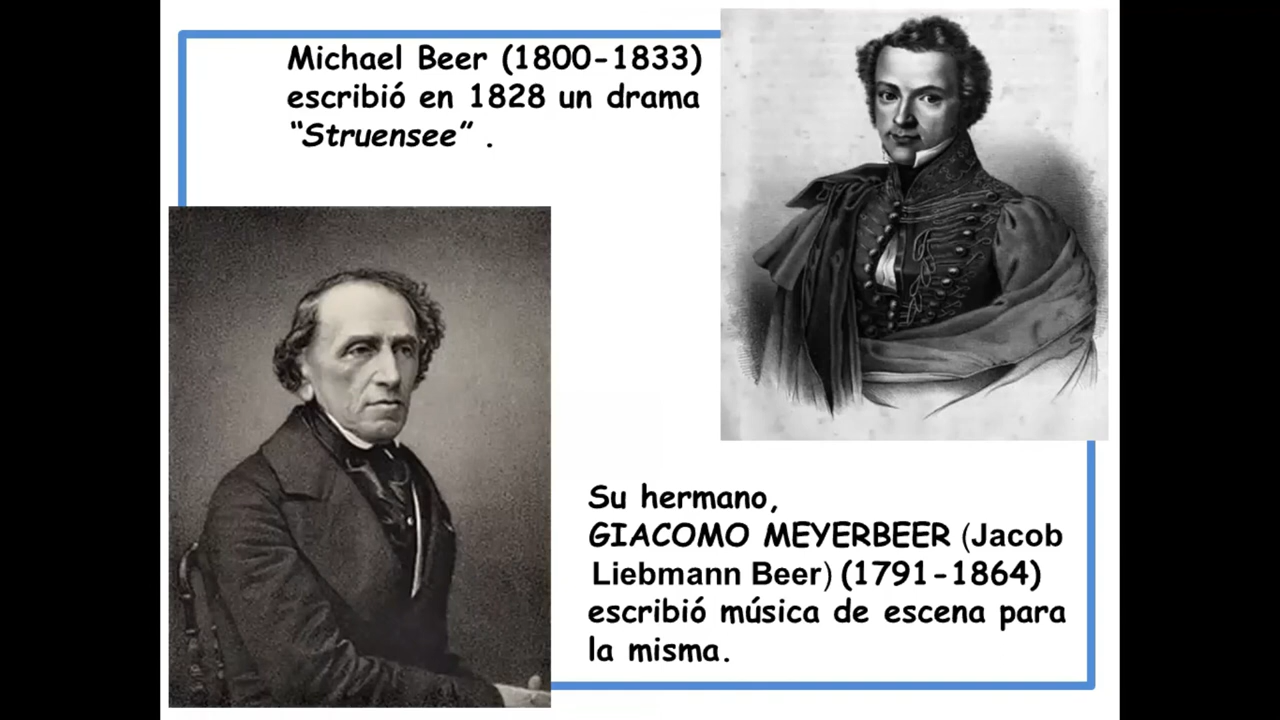 Michael Beer (1800-1833)
escribió en 1828 un drama
“Struensee” .
Su hermano,
GIACOMO MEYERBEER (Jacob
Liebmann Beer) (1791-1864)
escribió música de escena para
la misma.